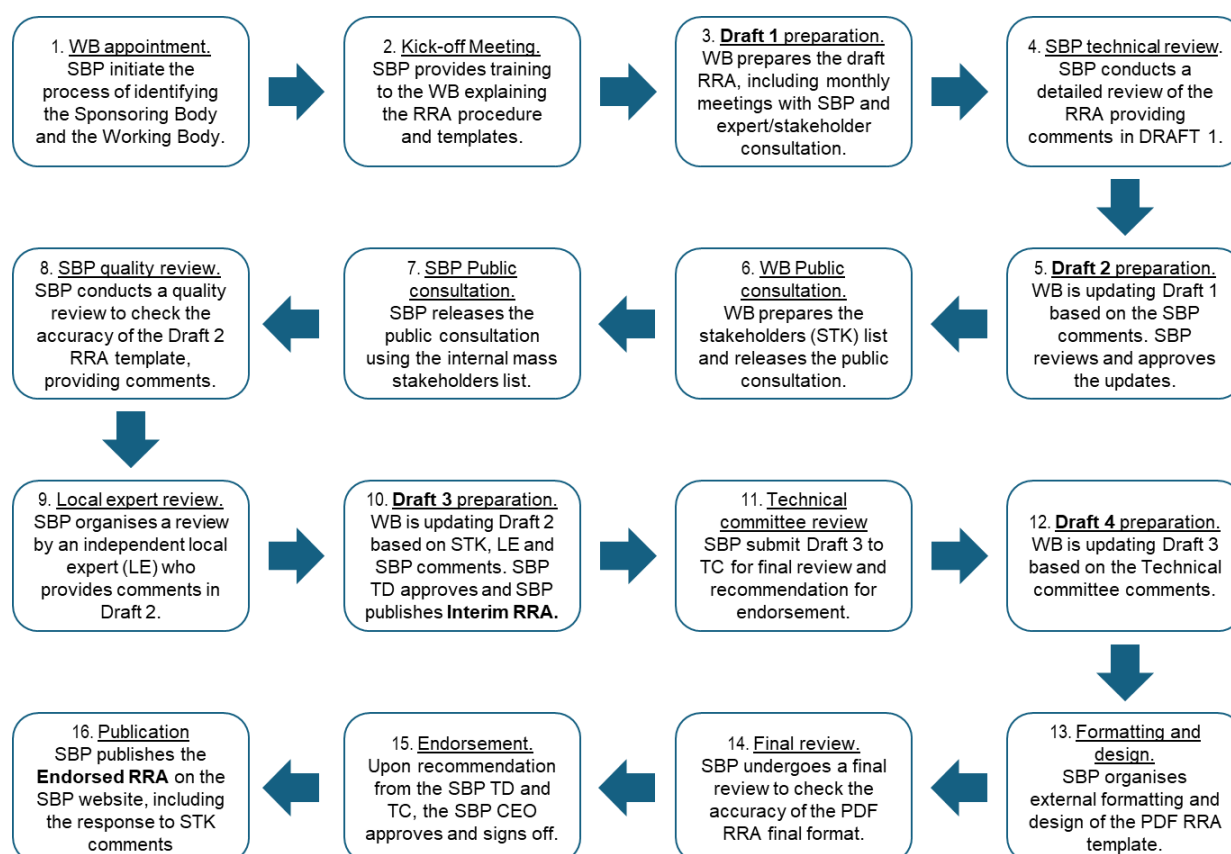 1. WB appointment.
SBP initiate the
process of identifying
the Sponsoring Body
and the Working Body.
2. Kick-off Meeting.
SBP provides training
to the WB explaining
the RRA procedure
and templates.
3. Draft 1 preparation.
WB prepares the draft
RRA, including monthly
meetings with SBP and
expert/stakeholder
consultation.
4. SBP technical review.
SBP conducts a
detailed review of the
RRA providing
comments in DRAFT 1.
5. Draft 2 preparation.
WB is updating Draft 1
based on the SBP
comments. SBP
reviews and approves
the updates.
6. WB Public
consultation.
WB prepares the
stakeholders (STK) list
and releases the public
consultation.
7. SBP Public
consultation.
SBP releases the
public consultation
using the internal mass
stakeholders list.
8. SBP quality review.
SBP conducts a quality
review to check the
accuracy of the Draft 2
RRA template,
providing comments.
9. Local expert review.
SBP organises a review
by an independent local
expert (LE) who
provides comments in
Draft 2.
10. Draft 3 preparation.
WB is updating Draft 2
based on STK, LE and
SBP comments. SBP
TD approves and SBP
publishes Interim RRA.
11. Technical
committee review
SBP submit Draft 3 to
TC for final review and
recommendation for
endorsement.
12. Draft 4 preparation.
WB is updating Draft 3
based on the Technical
committee comments.
13. Formatting and
design.
SBP organises
external formatting and
design of the PDF RRA
template.
14. Final review.
SBP undergoes a final
review to check the
accuracy of the PDF
RRA final format.
15. Endorsement.
Upon recommendation
from the SBP TD and
TC, the SBP CEO
approves and signs off.
16. Publication
SBP publishes the
Endorsed RRA on the
SBP website, including
the response to STK
comments